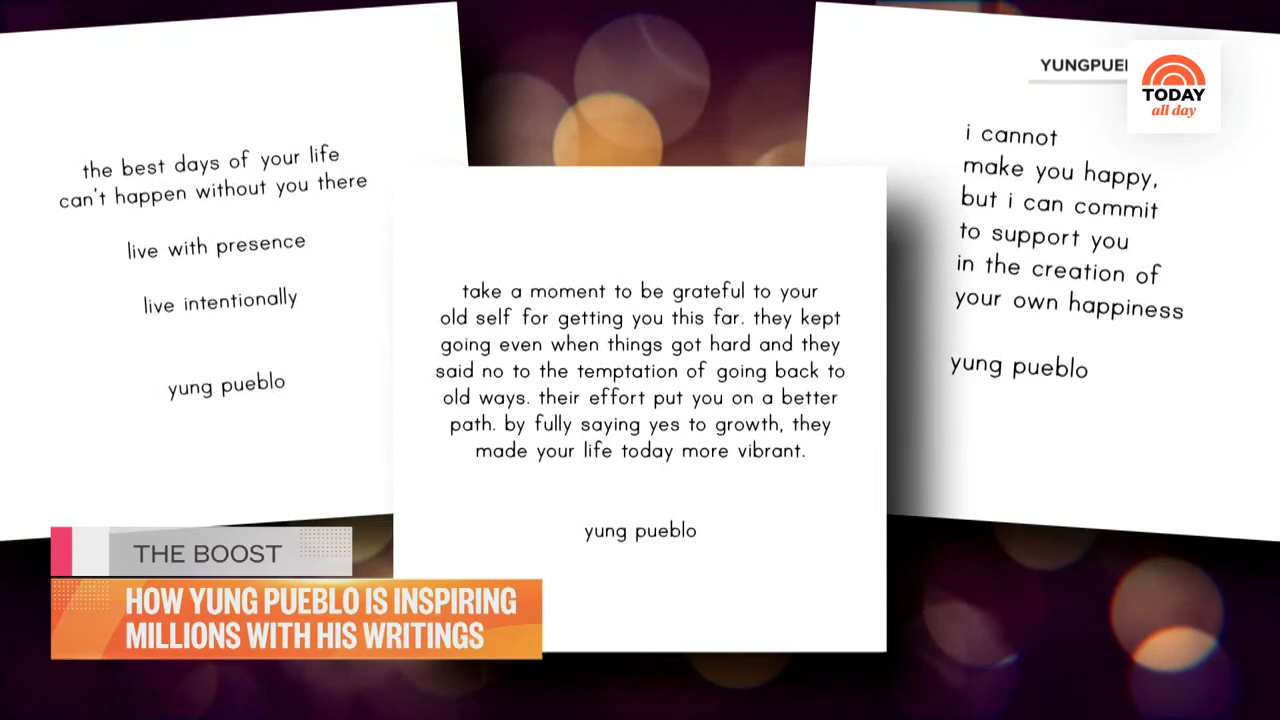 the best days of your life
can't happen without you there
live with presence
live intentionally
yung pueblo
take a moment to be grateful to your
old self for getting you this far. they kept
going even when things got hard and they
said no to the temptation of going back to
old ways. their effort put you on a better
path. by fully saying yes to growth, they
made your life today more vibrant.
yung pueblo
TODAY
all day
i cannot
make you happy,
but i can commit
to support you
in the creation of
your own happiness
yung pueblo
THE BOOST
HOW YUNG PUEBLO IS INSPIRING
MILLIONS WITH HIS WRITINGS